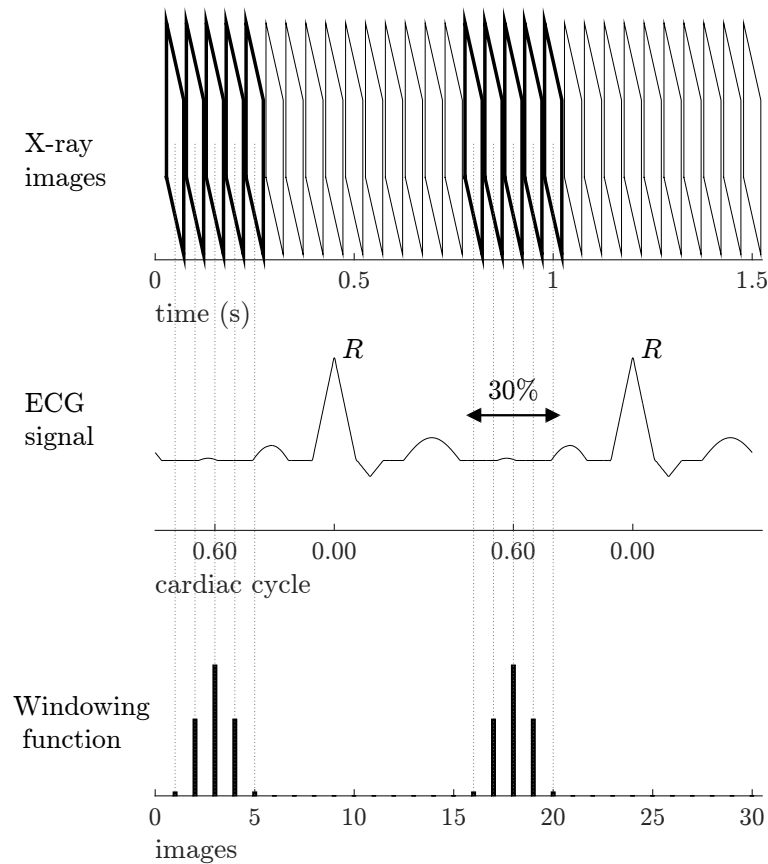 X-ray
images
0 0.5 1 1.5
time (s)
R R
30%
ECG
signal
0.60 0.00 0.60 0.00
cardiac cycle
Windowing
function
0 5 10 15 20 25 30
images